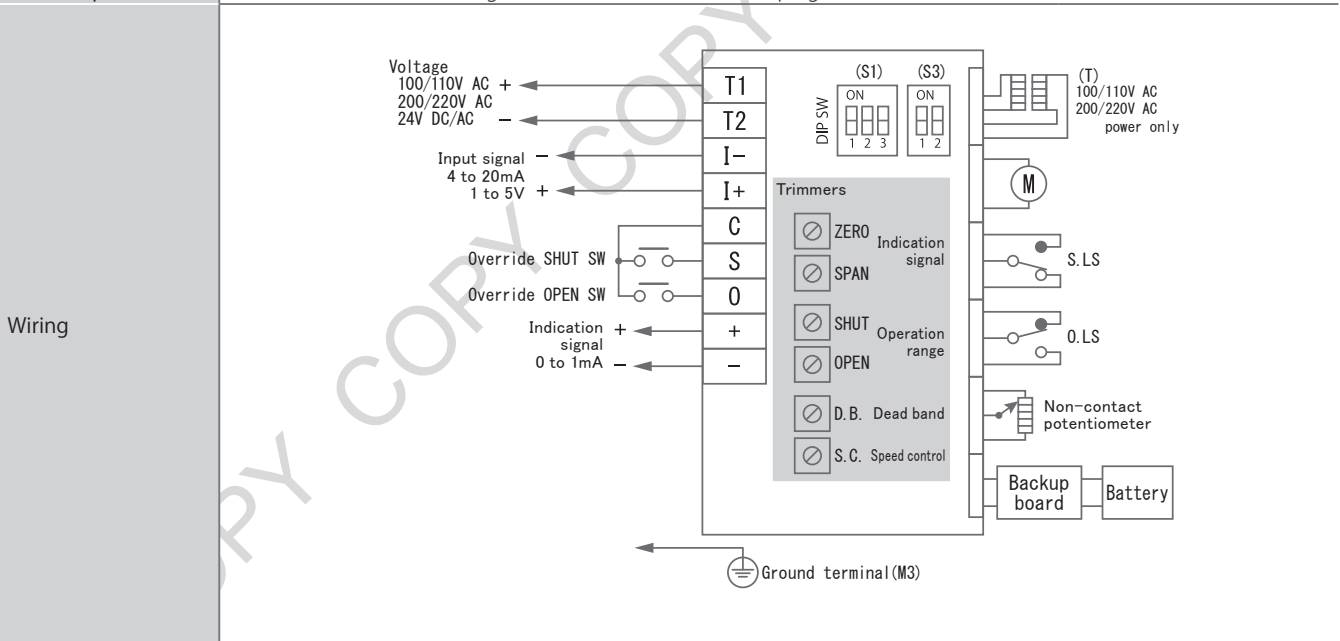 Wiring
Voltage
100/110V AC +
200/220V AC
24V DC/AC −
Input signal −
4 to 20mA
1 to 5V +
Override SHUT SW
Override OPEN SW
Indication +
signal
0 to 1mA −
T1
T2
I−
I+
C
S
O
+
−
DIP SW
(S1)
ON
1 2 3
(S3)
ON
1 2
Trimmers
ZERO
SPAN
Indication
signal
SHUT
OPEN
Operation
range
D.B. Dead band
S.C. Speed control
(T)
100/110V AC
200/220V AC
power only
M
S.LS
O.LS
Non-contact
potentiometer
Backup
board
Battery
Ground terminal(M3)
COPY
COPY
COPY